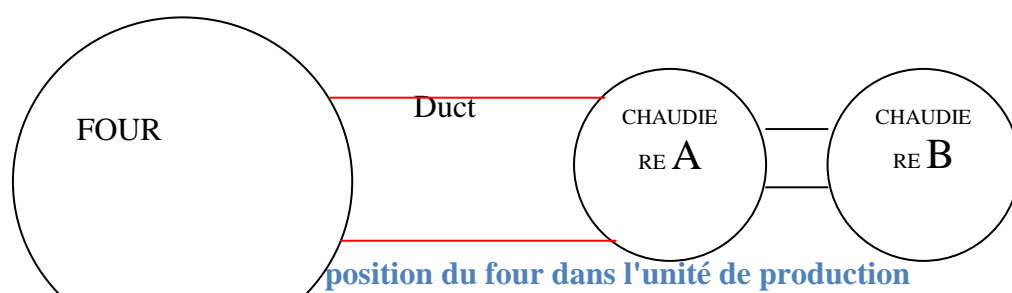 FOUR
Duct
CHAUDIE
RE A
CHAUDIE
RE B
position du four dans l'unité de production